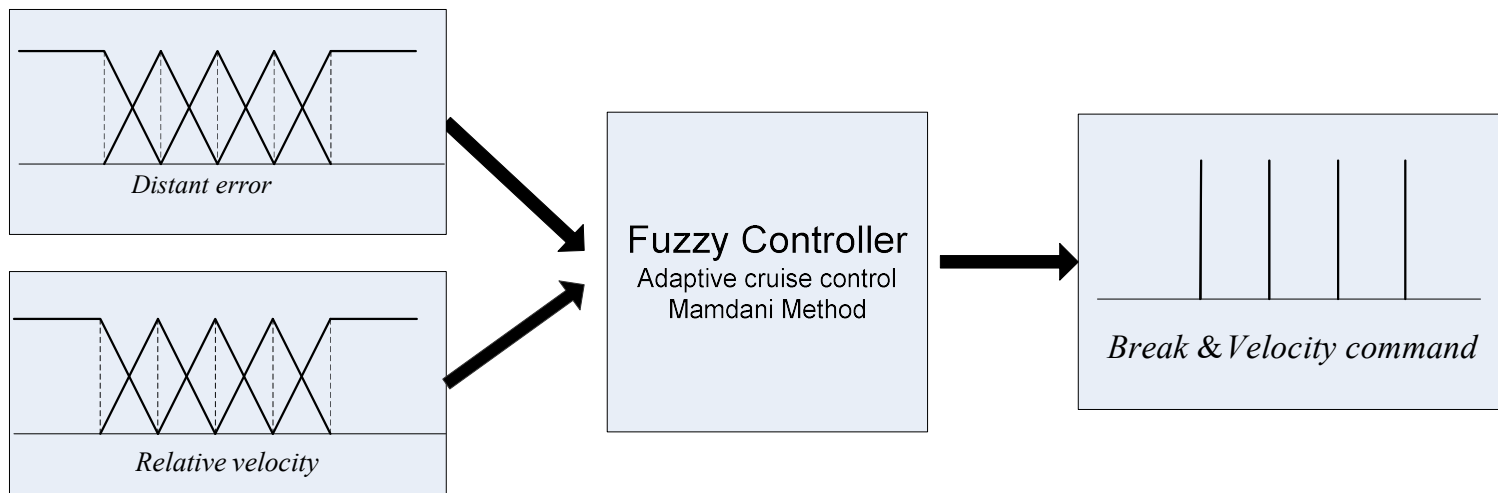 Distant error
Relative velocity
Fuzzy Controller
Adaptive cruise control
Mamdani Method
Break & Velocity command